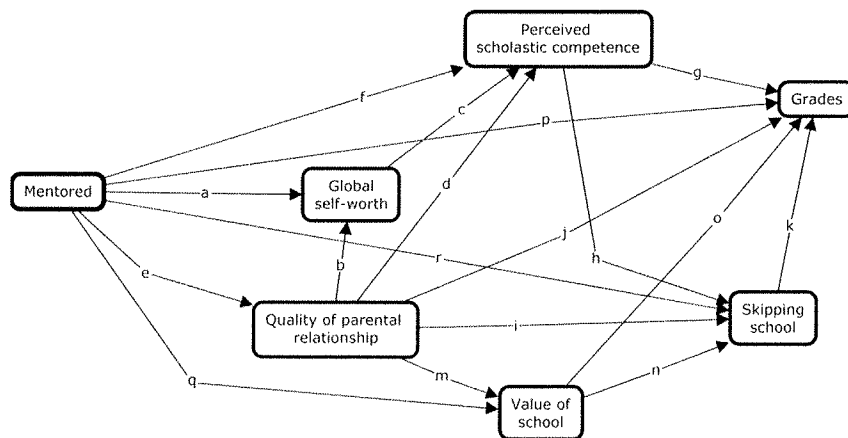 Perceived
scholastic competence
g
f
Grades
c
p
Mentored
a
Global
self-worth
d
o
j
k
e
b
r
h
Quality of parental
relationship
i
Skipping
school
q
m
n
Value of
school